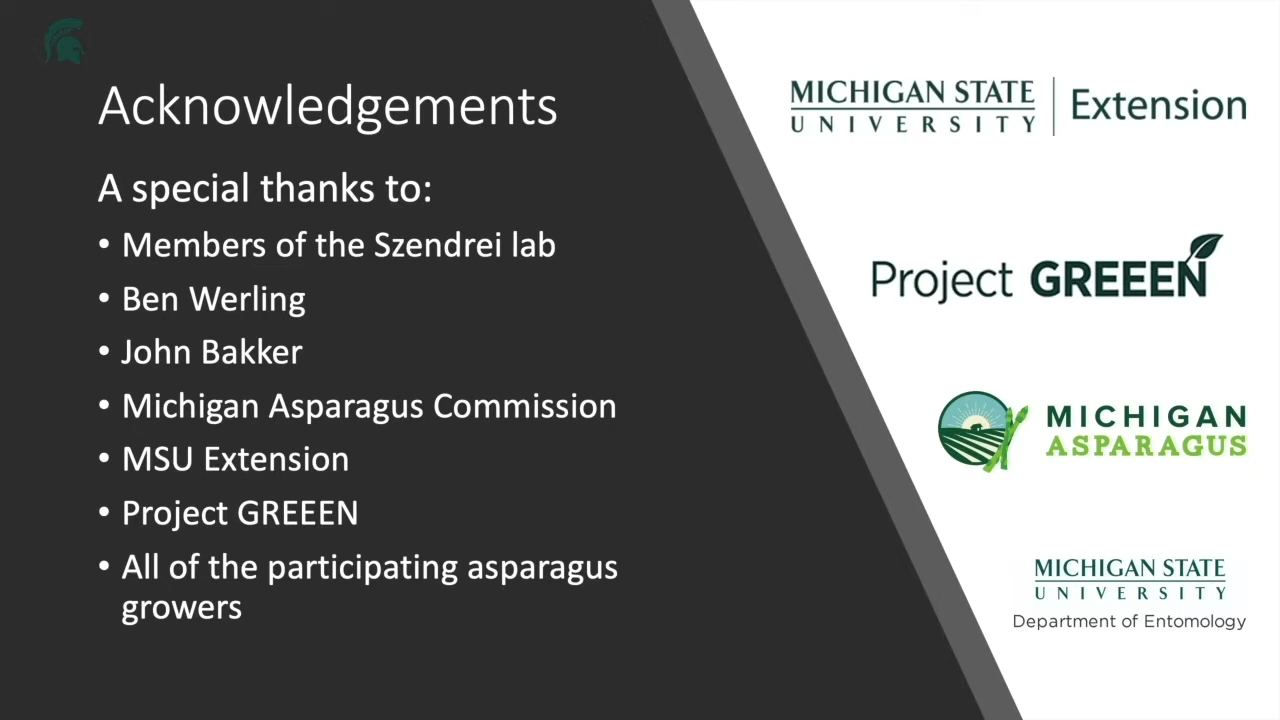 Acknowledgements
A special thanks to:
• Members of the Szendrei lab
• Ben Werling
• John Bakker
• Michigan Asparagus Commission
• MSU Extension
• Project GREEEN
• All of the participating asparagus
growers
MICHIGAN STATE
UNIVERSITY
Extension
Project GREEEN
MICHIGAN
ASPARAGUS
MICHIGAN STATE
UNIVERSITY
Department of Entomology